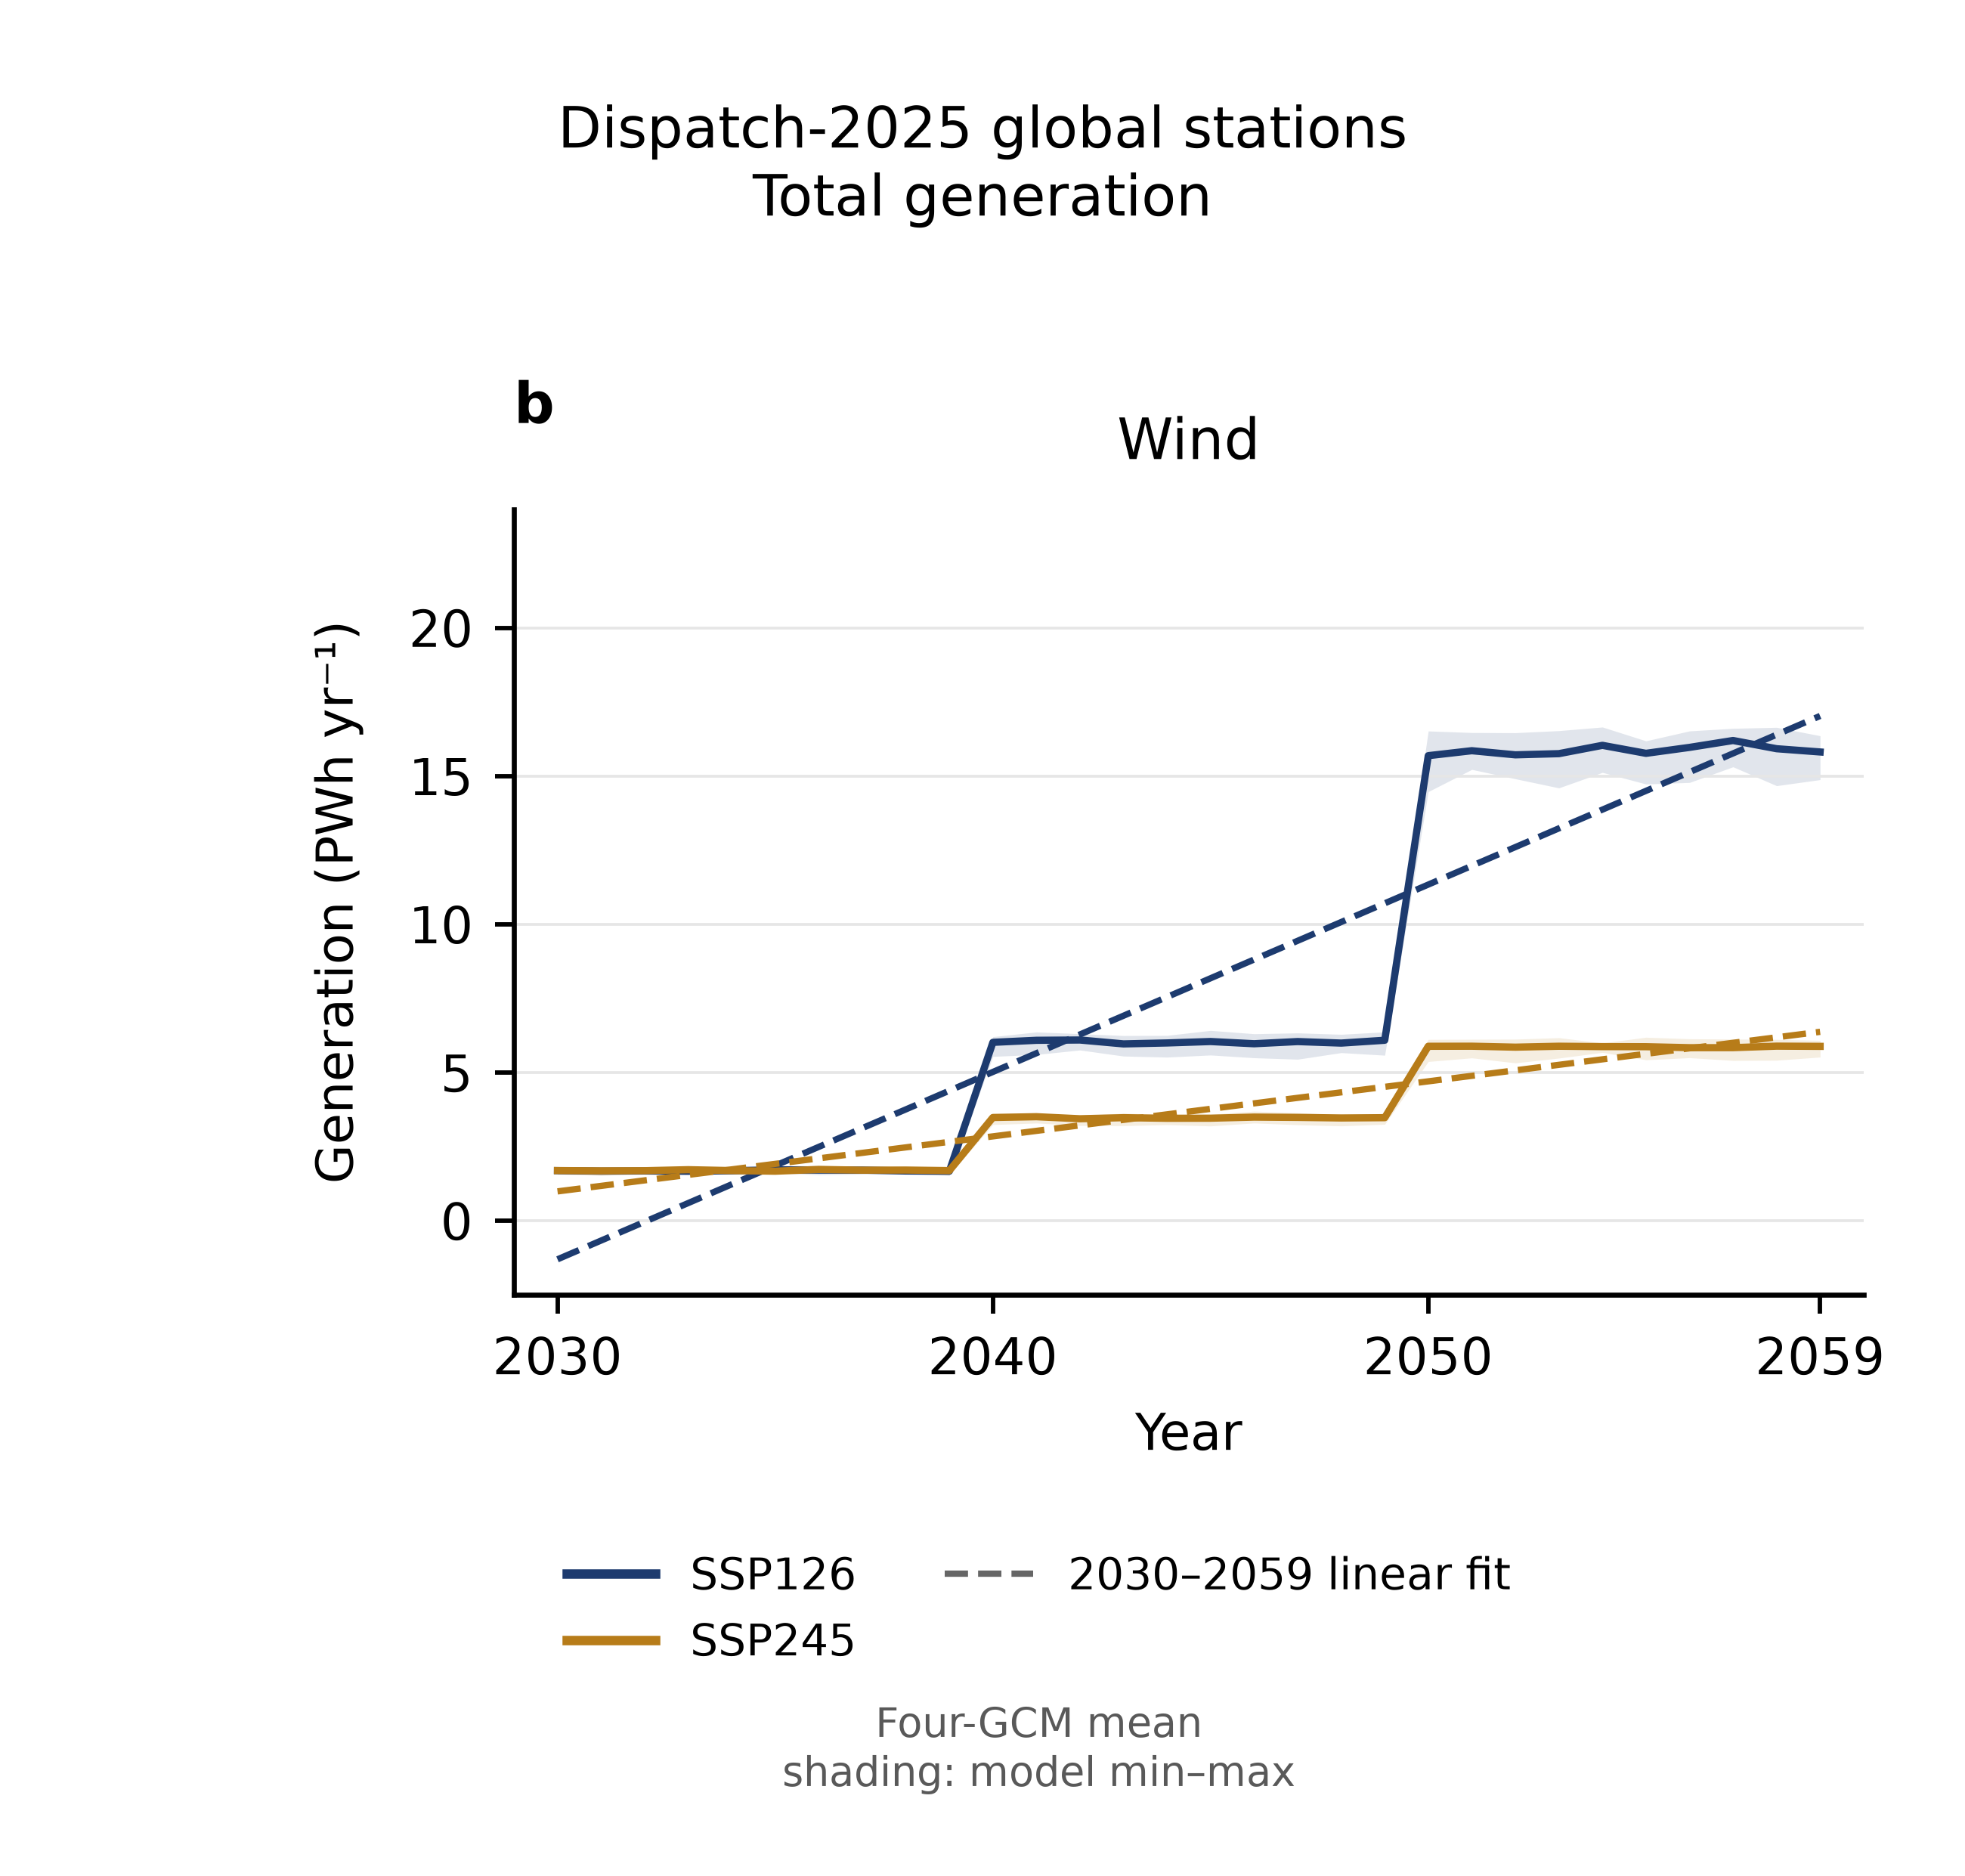 Dispatch-2025 global stations
Total generation
b
Wind
Generation (PWh yr⁻¹)
20
15
10
5
0
2030
2040
2050
2059
Year
SSP126
2030–2059 linear fit
SSP245
Four-GCM mean
shading: model min–max